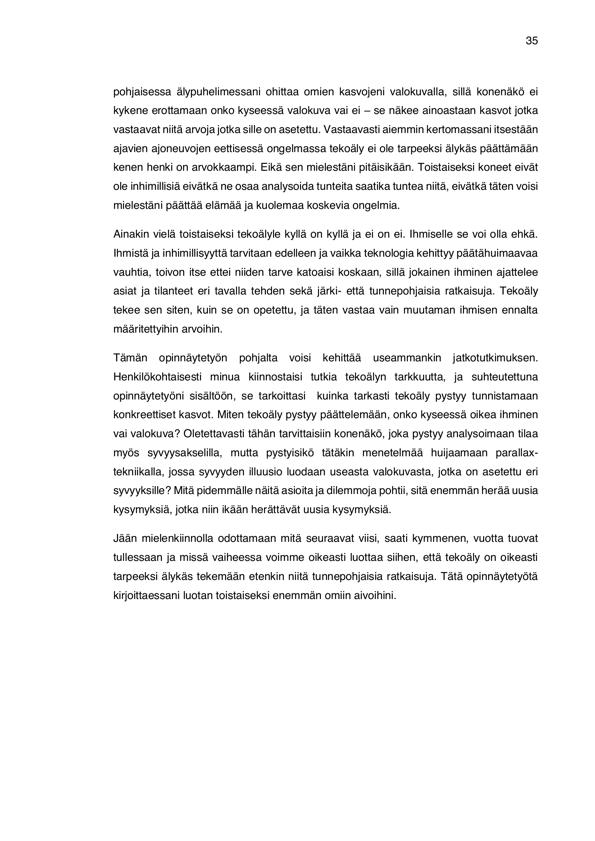 35
pohjaisessa älypuhelimessani ohittaa omien kasvojeni valokuvalla, sillä konenäkö ei
kykene erottamaan onko kyseessä valokuva vai ei – se näkee ainoastaan kasvot jotka
vastaavat niitä arvoja jotka sille on asetettu. Vastaavasti aiemmin kertomassani itsestään
ajavien ajoneuvojen eettisessä ongelmassa tekoäly ei ole tarpeeksi älykäs päättämään
kenen henki on arvokkaampi. Eikä sen mielestäni pitäisikään. Toistaiseksi koneet eivät
ole inhimillisiä eivätkä ne osaa analysoida tunteita saatika tuntea niitä, eivätkä täten voisi
mielestäni päättää elämää ja kuolemaa koskevia ongelmia.
Ainakin vielä toistaiseksi tekoälyle kyllä on kyllä ja ei on ei. Ihmiselle se voi olla ehkä.
Ihmistä ja inhimillisyyttä tarvitaan edelleen ja vaikka teknologia kehittyy päätähuimaavaa
vauhtia, toivon itse ettei niiden tarve katoaisi koskaan, sillä jokainen ihminen ajattelee
asiat ja tilanteet eri tavalla tehden sekä järki- että tunnepohjaisia ratkaisuja. Tekoäly
tekee sen siten, kuin se on opetettu, ja täten vastaa vain muutaman ihmisen ennalta
määritettyihin arvoihin.
Tämän opinnäytetyön pohjalta voisi kehittää useammankin jatkotutkimuksen.
Henkilökohtaisesti minua kiinnostaisi tutkia tekoälyn tarkkuutta, ja suhteutettuna
opinnäytetyöni sisältöön, se tarkoittasi kuinka tarkasti tekoäly pystyy tunnistamaan
konkreettiset kasvot. Miten tekoäly pystyy päättelemään, onko kyseessä oikea ihminen
vai valokuva? Oletettavasti tähän tarvittaisiin konenäkö, joka pystyy analysoimaan tilaa
myös syvyysakselilla, mutta pystyisikö tätäkin menetelmää huijaamaan parallax-
tekniikalla, jossa syvyyden illuusio luodaan useasta valokuvasta, jotka on asetettu eri
syvyyksille? Mitä pidemmälle näitä asioita ja dilemmoja pohtii, sitä enemmän herää uusia
kysymyksiä, jotka niin ikään herättävät uusia kysymyksiä.
Jään mielenkiinnolla odottamaan mitä seuraavat viisi, saati kymmenen, vuotta tuovat
tullessaan ja missä vaiheessa voimme oikeasti luottaa siihen, että tekoäly on oikeasti
tarpeeksi älykäs tekemään etenkin niitä tunnepohjaisia ratkaisuja. Tätä opinnäytetyötä
kirjoittaessani luotan toistaiseksi enemmän omiin aivoihini.